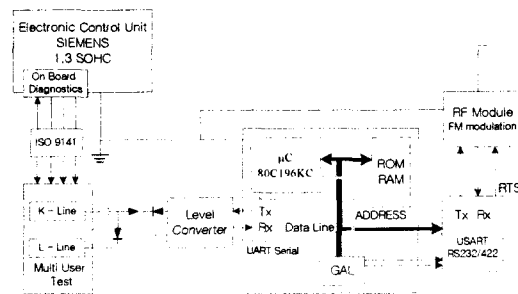 Electronic Control Unit
SIEMENS
1,3 SOHC
On Board
Diagnostics
ISO 9141
K - Line
L - Line
Multi User
Test
Level
Converter
μC
80C196KC
ROM
RAM
Tx
Rx
Data Line
UART Serial
ADDRESS
GAL
RF Module
FM modulation
RTS
Tx Rx
USART
RS232/422